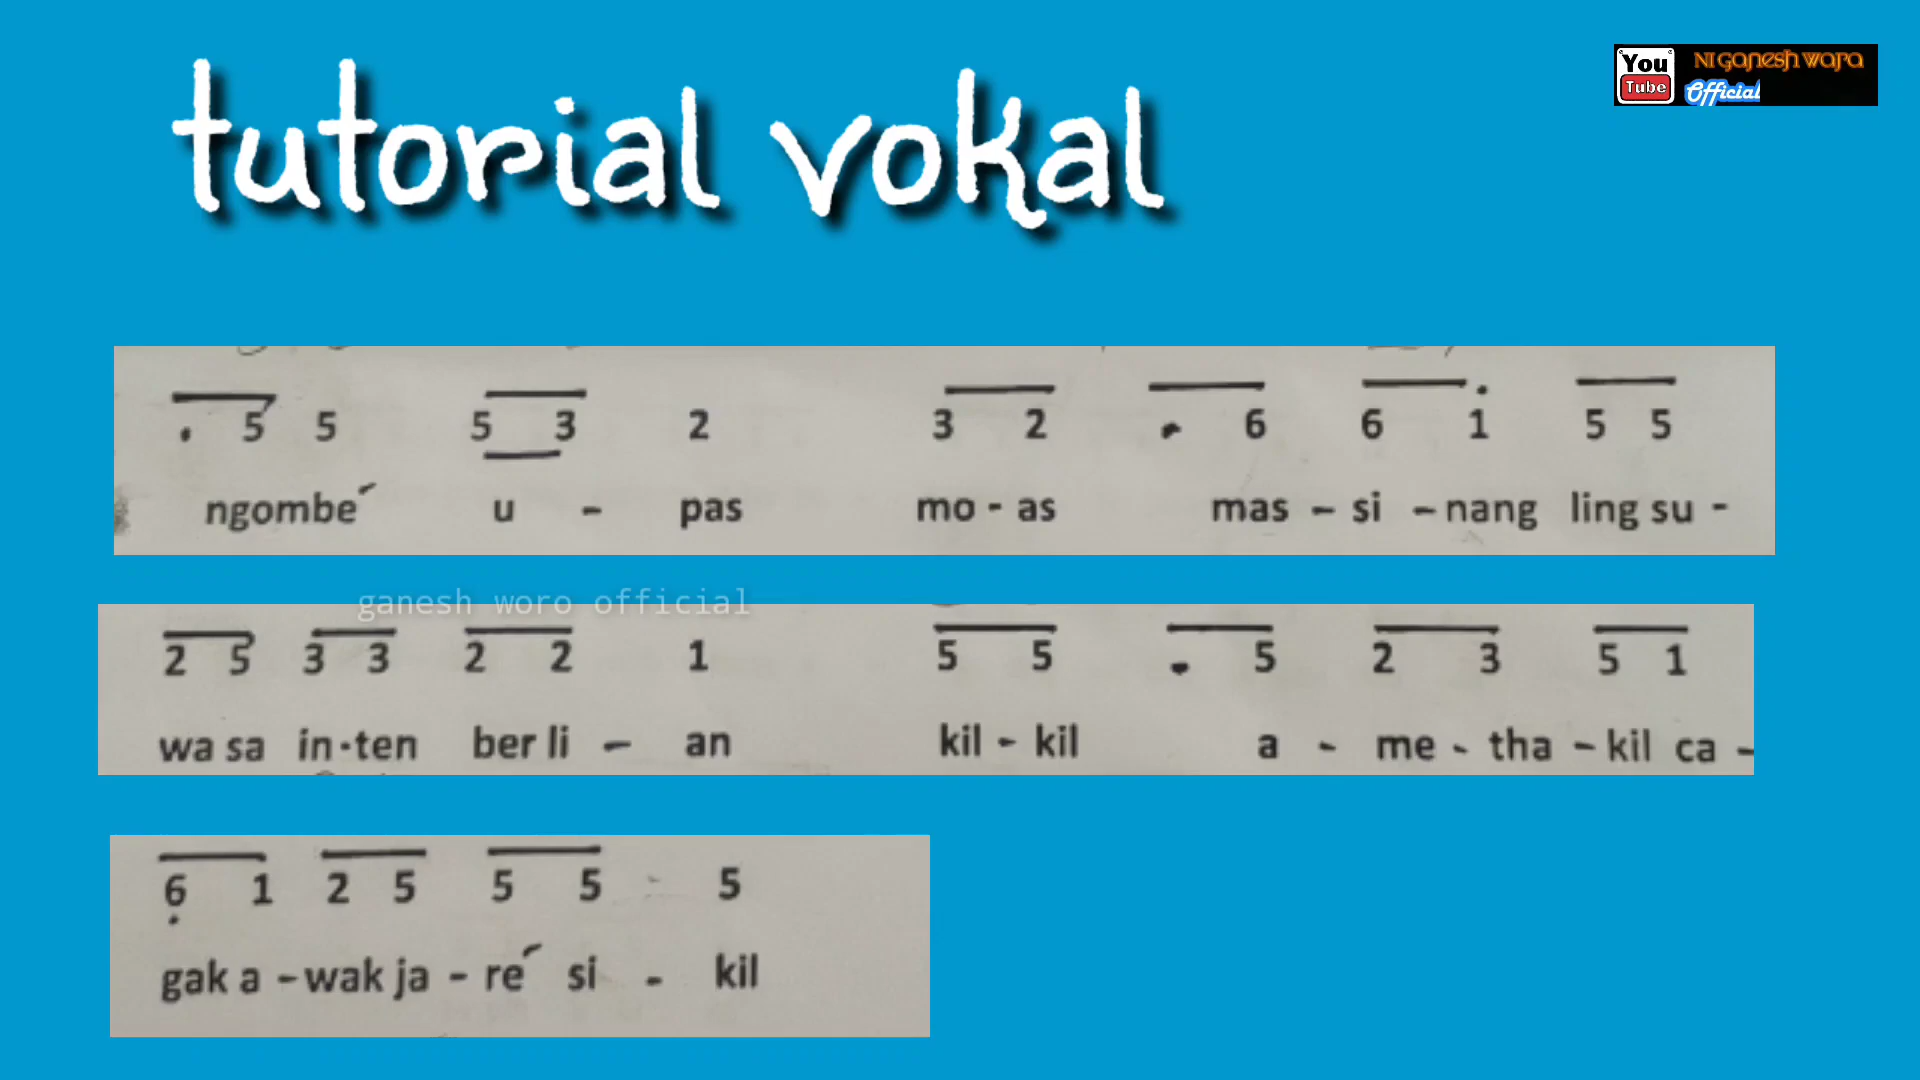 tutorial vokal
You Tube NI GANESH WARA Official
. 5 5 5 3 2 3 2 . 6 6 1̇ 5 5
ngombé u - pas mo - as mas - si - nang ling su -
ganesh woro official
2 5 3 3 2 2 1 5 5 . 5 2 3 5 1
wa sa in - ten ber li - an kil - kil a - me - tha - kil ca -
6̣ 1 2 5 5 5 5
gak a - wak ja - ré si - kil